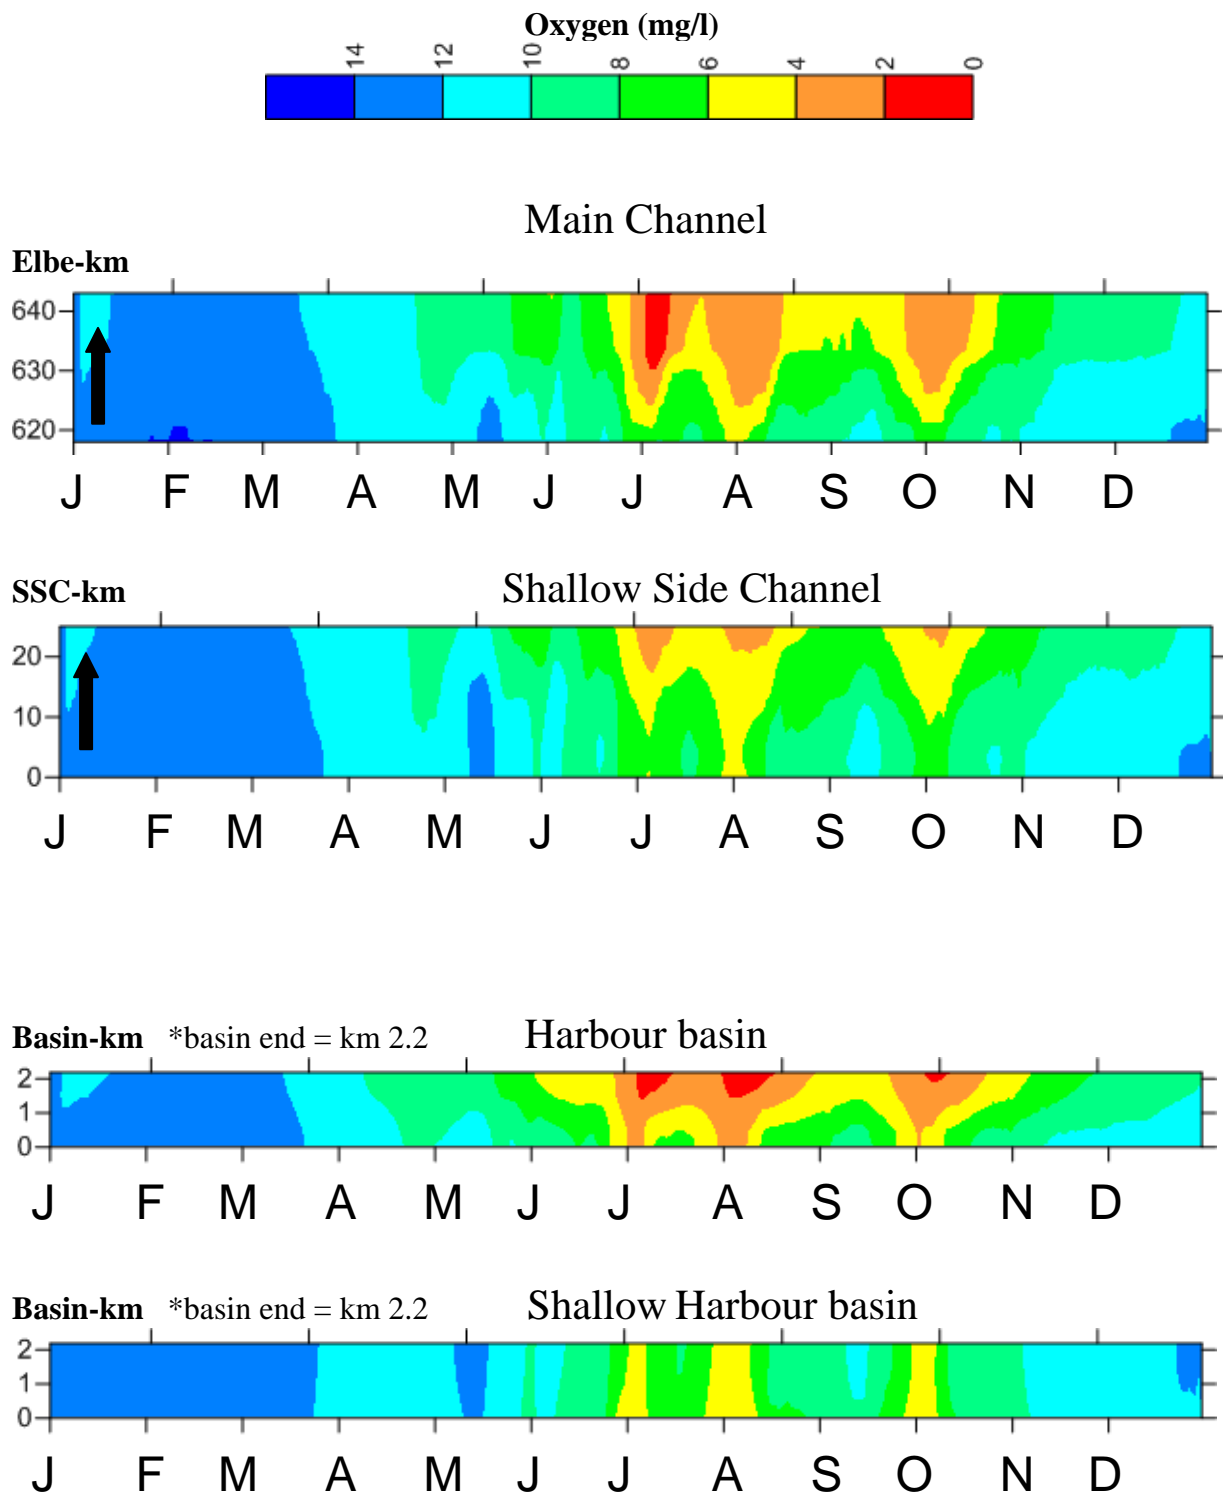 Oxygen (mg/l)
14 12 10 8 6 4 2 0
Main Channel
Elbe-km
640
630
620
J F M A M J J A S O N D
SSC-km Shallow Side Channel
20
10
0
J F M A M J J A S O N D
Basin-km *basin end = km 2.2 Harbour basin
2
1
0
J F M A M J J A S O N D
Basin-km *basin end = km 2.2 Shallow Harbour basin
2
1
0
J F M A M J J A S O N D